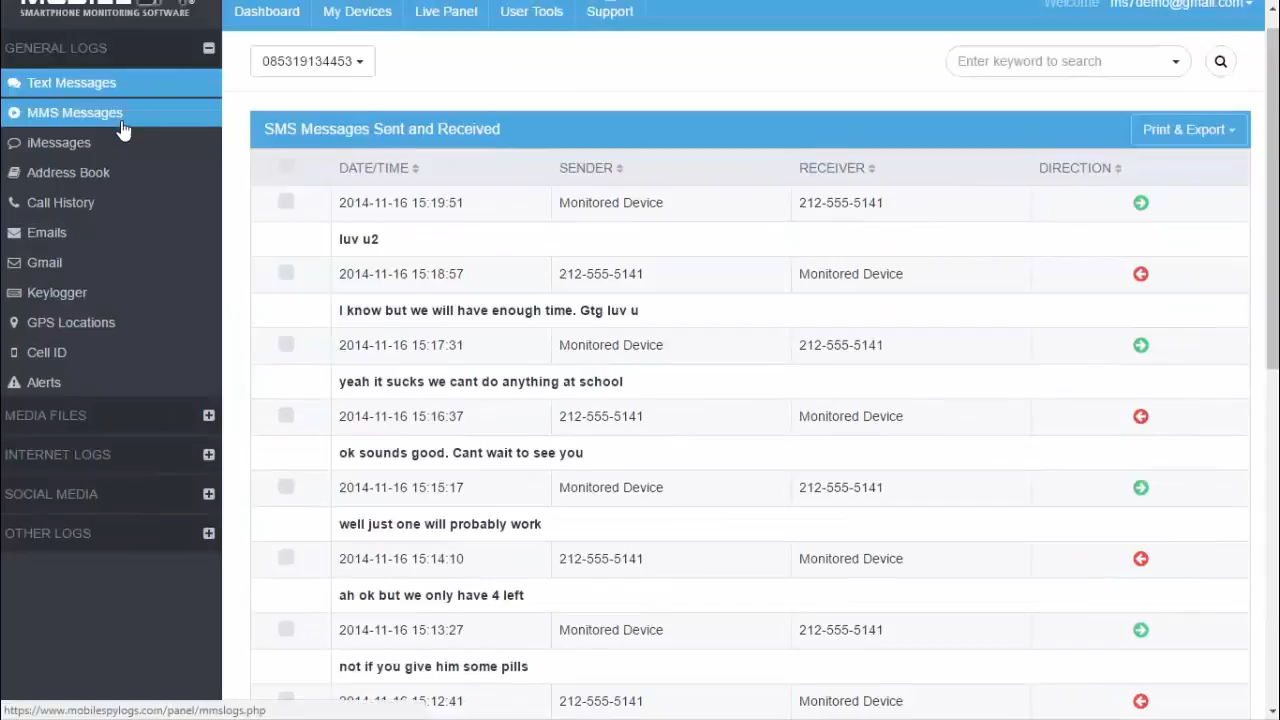 SMARTPHONE MONITORING SOFTWARE
Dashboard
My Devices
Live Panel
User Tools
Support
Welcome ms7demo@gmail.com
GENERAL LOGS
085319134453
Enter keyword to search
Text Messages
MMS Messages
iMessages
Address Book
Call History
Emails
Gmail
Keylogger
GPS Locations
Cell ID
Alerts
MEDIA FILES
INTERNET LOGS
SOCIAL MEDIA
OTHER LOGS
SMS Messages Sent and Received
Print & Export
DATE/TIME SENDER RECEIVER DIRECTION
2014-11-16 15:19:51 Monitored Device 212-555-5141
luv u2
2014-11-16 15:18:57 212-555-5141 Monitored Device
I know but we will have enough time. Gtg luv u
2014-11-16 15:17:31 Monitored Device 212-555-5141
yeah it sucks we cant do anything at school
2014-11-16 15:16:37 212-555-5141 Monitored Device
ok sounds good. Cant wait to see you
2014-11-16 15:15:17 Monitored Device 212-555-5141
well just one will probably work
2014-11-16 15:14:10 212-555-5141 Monitored Device
ah ok but we only have 4 left
2014-11-16 15:13:27 Monitored Device 212-555-5141
not if you give him some pills
2014-11-16 15:12:41 212-555-5141 Monitored Device
https://www.mobilespylogs.com/panel/mmslogs.php